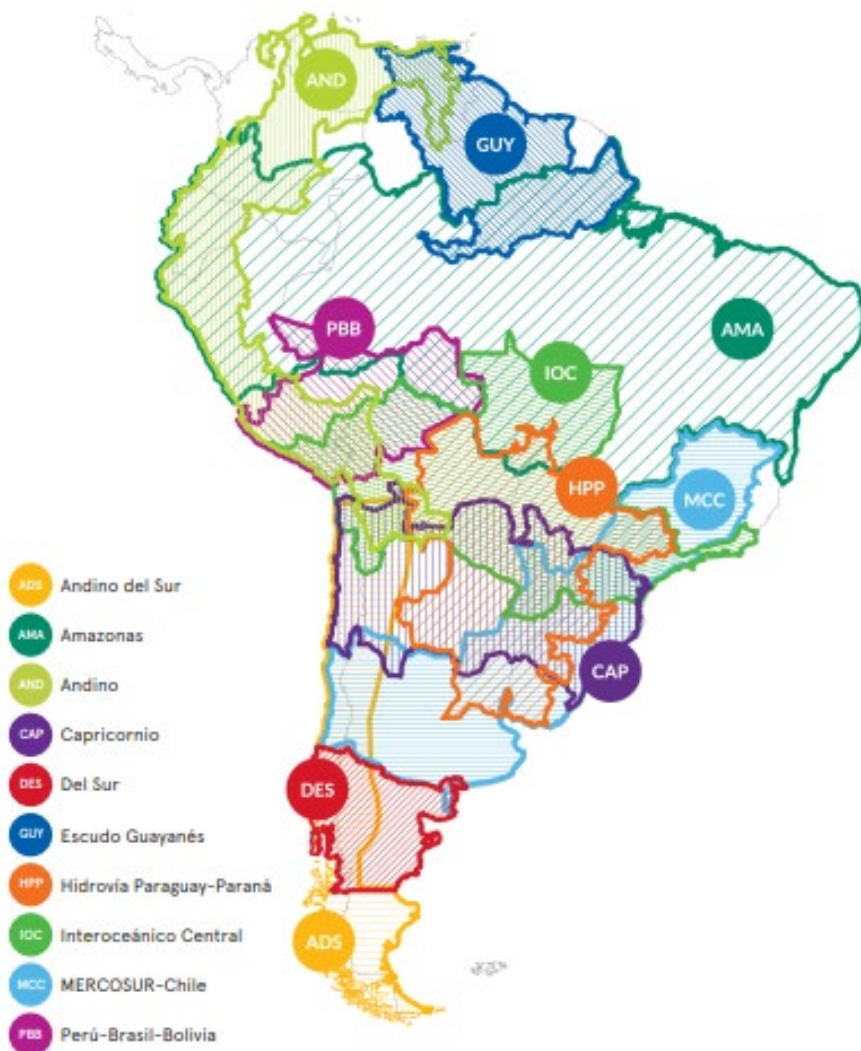 AND
GUY
PBB
AMA
IOC
HPP
MCC
CAP
DES
ADS
ADS Andino del Sur
AMA Amazonas
AND Andino
CAP Capricornio
DES Del Sur
GUY Escudo Guayanés
HPP Hidrovía Paraguay-Paraná
IOC Interoceánico Central
MCC MERCOSUR-Chile
PBB Perú-Brasil-Bolivia